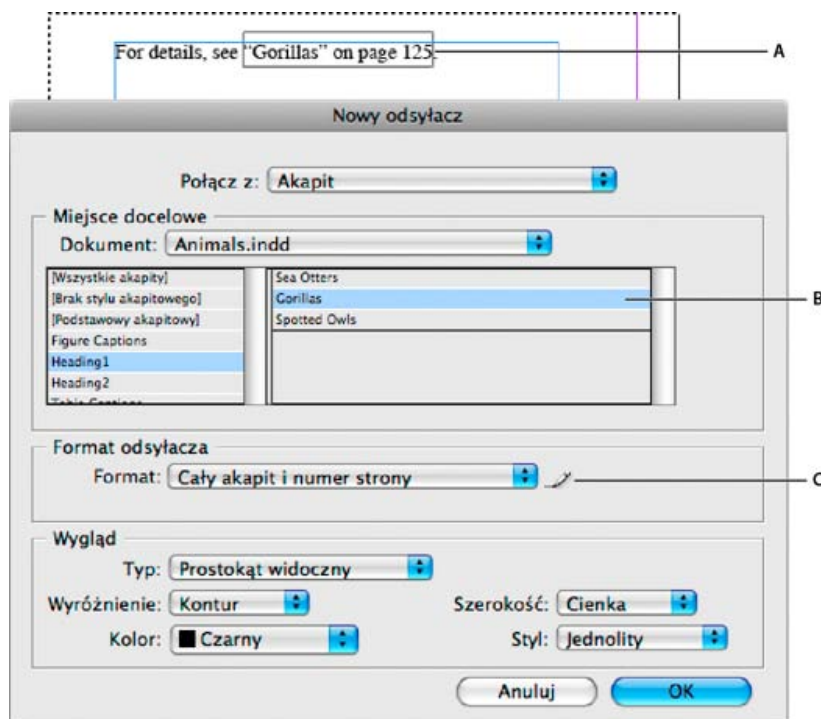 For details, see “Gorillas” on page 125.
A
Nowy odsyłacz
Połącz z: Akapit
Miejsce docelowe
Dokument: Animals.indd
[Wszystkie akapity]
[Brak stylu akapitowego]
[Podstawowy akapitowy]
Figure Captions
Heading1
Heading2
Table Captions
Sea Otters
Gorillas
Spotted Owls
B
Format odsyłacza
Format: Cały akapit i numer strony
C
Wygląd
Typ: Prostokąt widoczny
Wyróżnienie: Kontur
Szerokość: Cienka
Kolor: Czarny
Styl: Jednolity
Anuluj
OK